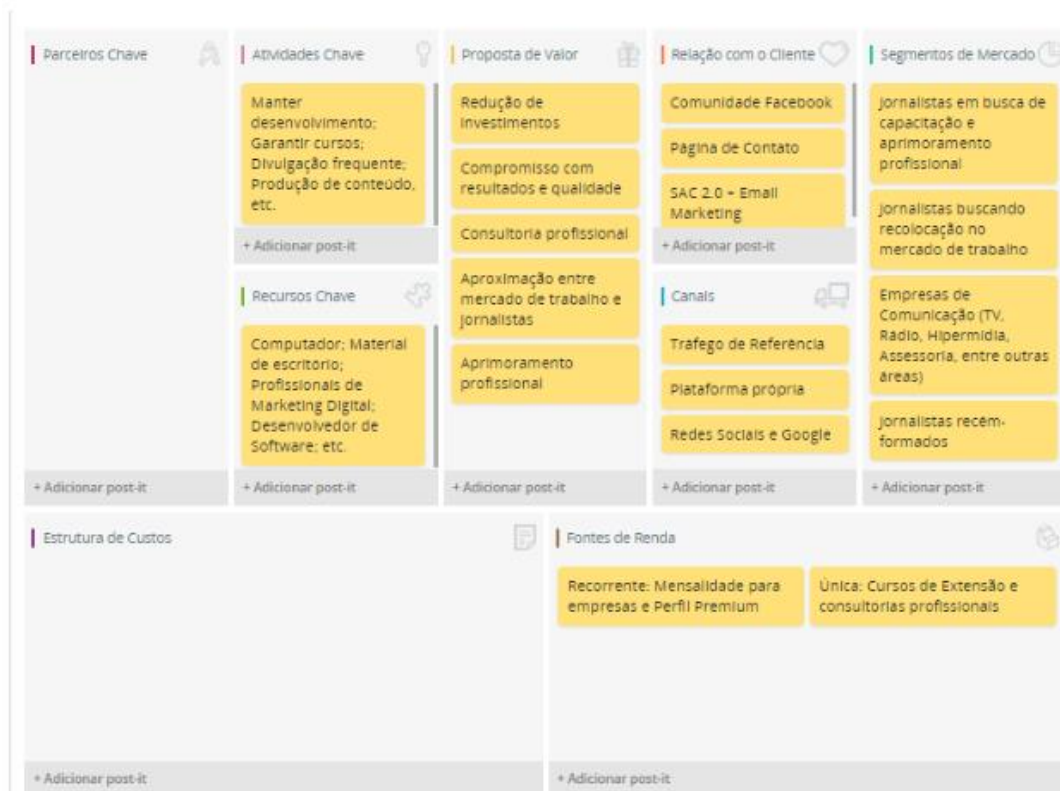 Parceiros Chave
Atividades Chave
Manter
desenvolvimento;
Garantir cursos;
Divulgação frequente;
Produção de conteúdo,
etc.
+ Adicionar post-it
Recursos Chave
Computador; Material
de escritório;
Profissionais de
Marketing Digital;
Desenvolvedor de
Software; etc.
Proposta de Valor
Redução de
investimentos
Compromisso com
resultados e qualidade
Consultoria profissional
Aproximação entre
mercado de trabalho e
jornalistas
Aprimoramento
profissional
Relação com o Cliente
Comunidade Facebook
Página de Contato
SAC 2.0 + Email
Marketing
+ Adicionar post-it
Canais
Trafego de Referência
Plataforma própria
Redes Sociais e Google
Segmentos de Mercado
Jornalistas em busca de
capacitação e
aprimoramento
profissional
Jornalistas buscando
recolocação no
mercado de trabalho
Empresas de
Comunicação (TV,
Rádio, Hipermídia,
Assessoria, entre outras
áreas)
Jornalistas recém-
formados
+ Adicionar post-it
+ Adicionar post-it
+ Adicionar post-it
+ Adicionar post-it
+ Adicionar post-it
Estrutura de Custos
+ Adicionar post-it
Fontes de Renda
Recorrente: Mensalidade para
empresas e Perfil Premium
Única: Cursos de Extensão e
consultorias profissionais
+ Adicionar post-it